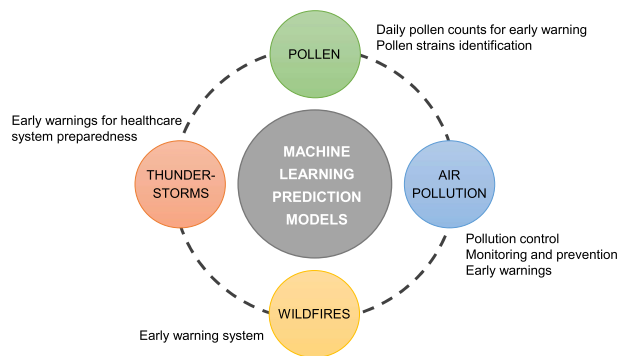 POLLEN
Daily pollen counts for early warning
Pollen strains identification
Early warnings for healthcare
system preparedness
THUNDER-
STORMS
MACHINE
LEARNING
PREDICTION
MODELS
AIR
POLLUTION
Pollution control
Monitoring and prevention
Early warnings
WILDFIRES
Early warning system